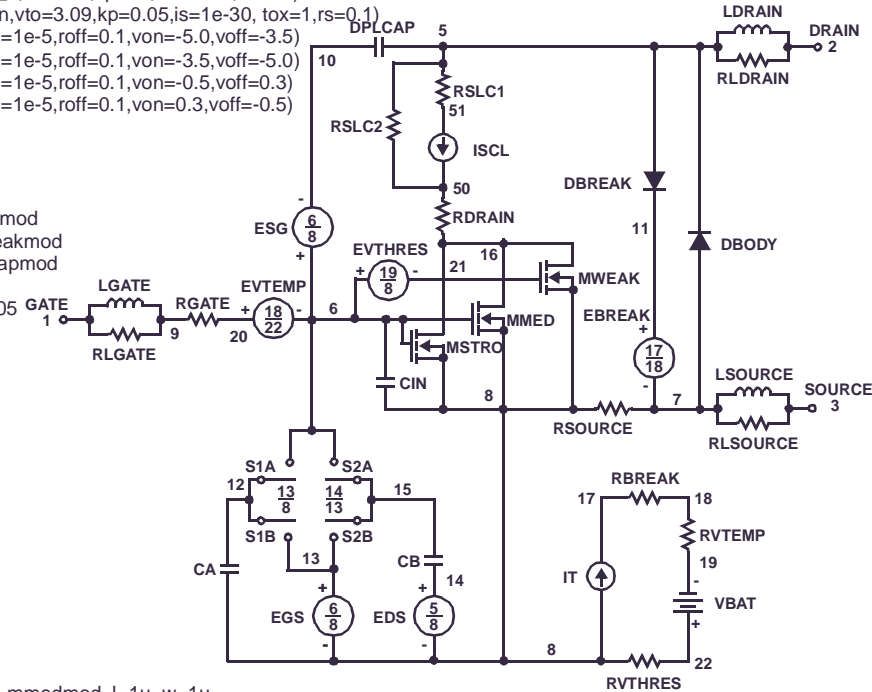 n,vto=3.09,kp=0.05,is=1e-30, tox=1,rs=0.1)
=1e-5,roff=0.1,von=-5.0,voff=-3.5)
=1e-5,roff=0.1,von=-3.5,voff=-5.0)
=1e-5,roff=0.1,von=-0.5,voff=0.3)
=1e-5,roff=0.1,von=0.3,voff=-0.5)
mod
eakmod
apmod
05
DPLCAP
5
10
LDRAIN
DRAIN
2
RLDRAIN
RSLC1
51
RSLC2
ISCL
50
DBREAK
RDRAIN
11
DBODY
-
ESG
6
8
+
EVTHRES
+
19
8
-
21
16
MWEAK
LGATE
GATE
1
RLGATE
9
RGATE
20
EVTEMP
+
18
22
-
6
MMED
MSTRO
EBREAK
+
17
18
-
CIN
8
RSOURCE
7
LSOURCE
SOURCE
3
RLSOURCE
S1A
S2A
12
13
8
14
13
15
S1B
S2B
13
CA
CB
14
+
EGS
6
8
-
+
EDS
5
8
-
RBREAK
17
18
RVTEMP
19
IT
-
VBAT
+
8
22
RVTHRES
mmedmod l=1u w=1u